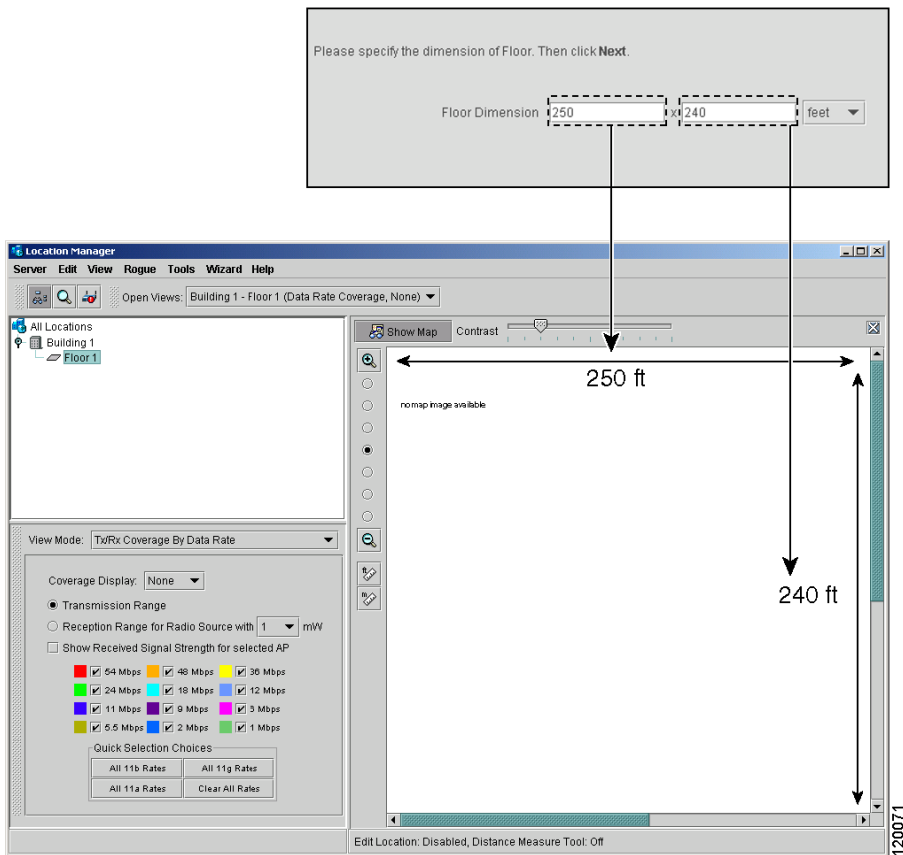 Please specify the dimension of Floor. Then click Next.
Floor Dimension 250 x 240 feet
Location Manager
Server Edit View Rogue Tools Wizard Help
Open Views: Building 1 - Floor 1 (Data Rate Coverage, None)
All Locations
Building 1
Floor 1
Show Map Contrast
250 ft
no map image available
240 ft
View Mode: Tx/Rx Coverage By Data Rate
Coverage Display: None
Transmission Range
Reception Range for Radio Source with 1 mW
Show Received Signal Strength for selected AP
54 Mbps 48 Mbps 36 Mbps
24 Mbps 18 Mbps 12 Mbps
11 Mbps 9 Mbps 3 Mbps
5.5 Mbps 2 Mbps 1 Mbps
Quick Selection Choices
All 11b Rates All 11g Rates
All 11a Rates Clear All Rates
Edit Location: Disabled, Distance Measure Tool: Off
120071